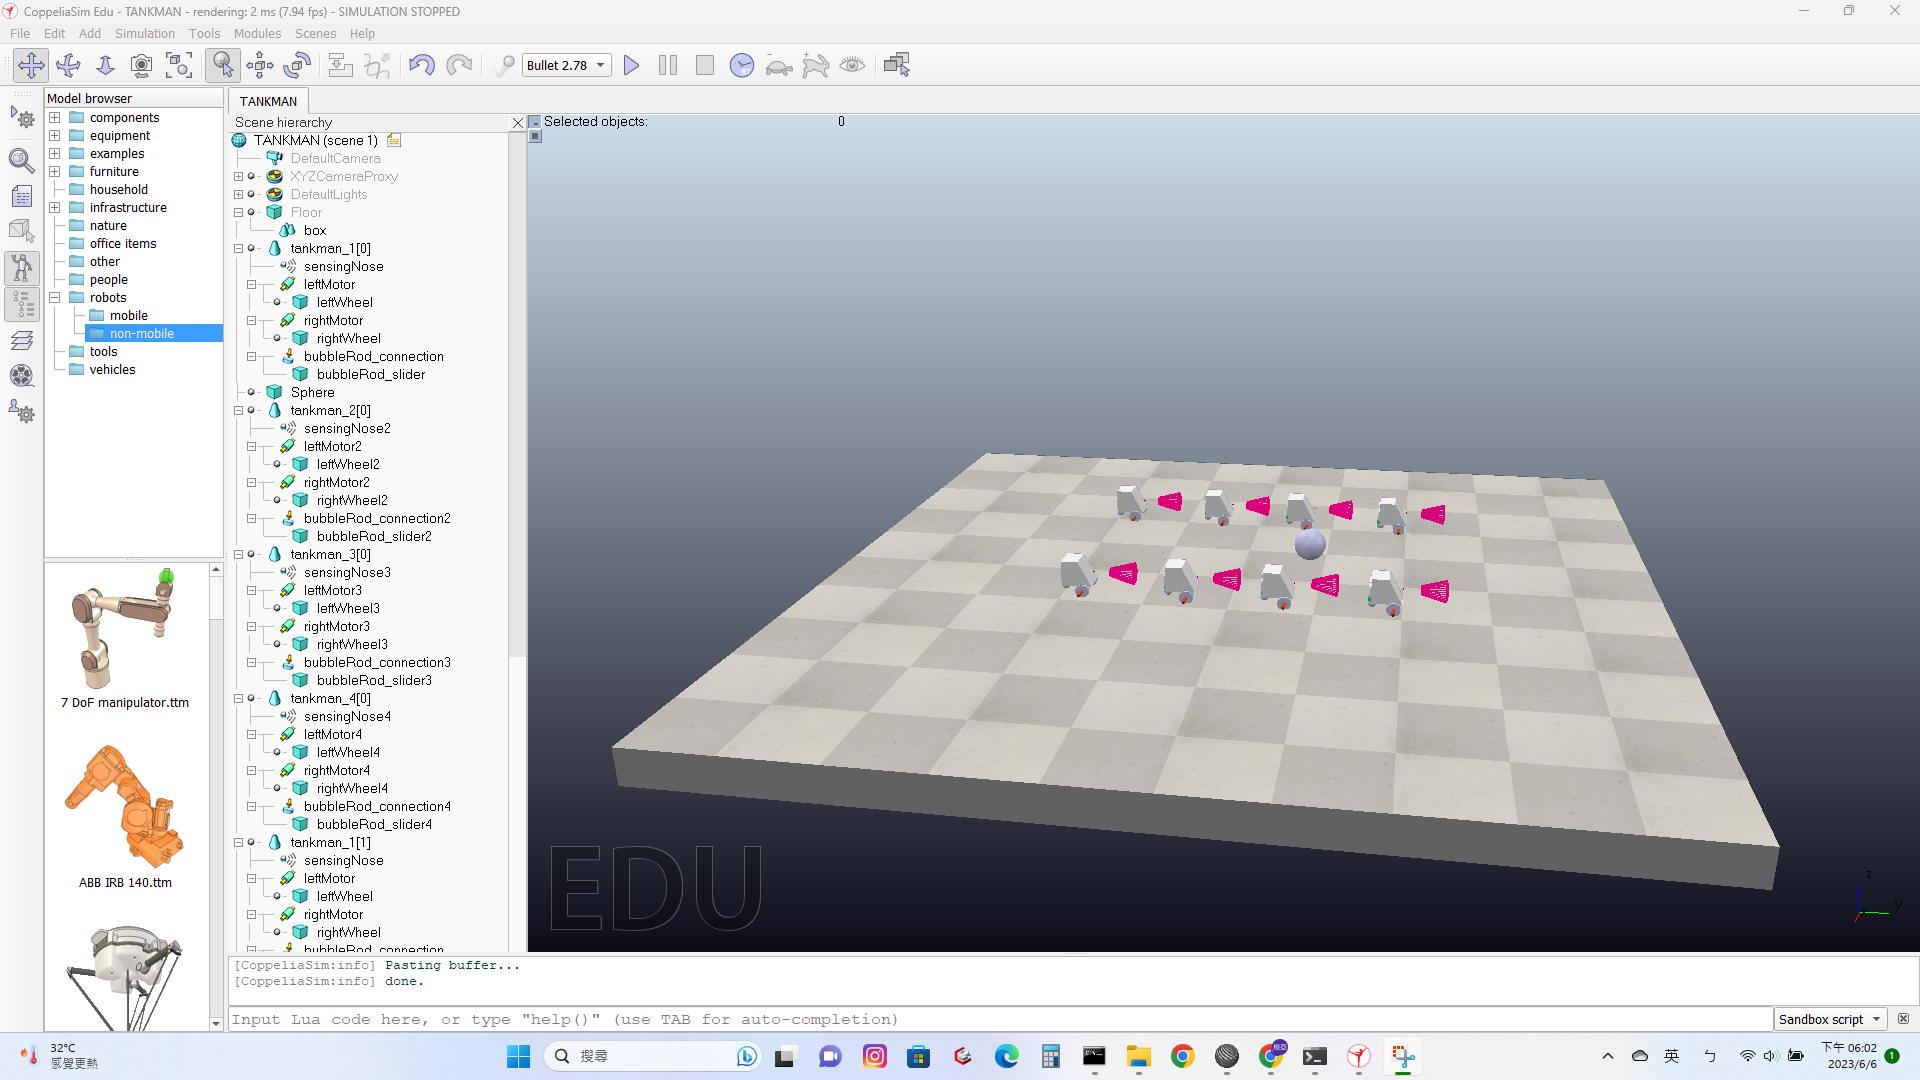 CoppeliaSim Edu - TANKMAN - rendering: 2 ms (7.94 fps) - SIMULATION STOPPED
File Edit Add Simulation Tools Modules Scenes Help
Bullet 2.78
Model browser
components
equipment
examples
furniture
household
infrastructure
nature
office items
other
people
robots
mobile
non-mobile
tools
vehicles
7 DoF manipulator.ttm
ABB IRB 140.ttm
TANKMAN
Scene hierarchy
TANKMAN (scene 1)
DefaultCamera
XYZCameraProxy
DefaultLights
Floor
box
tankman_1[0]
sensingNose
leftMotor
leftWheel
rightMotor
rightWheel
bubbleRod_connection
bubbleRod_slider
Sphere
tankman_2[0]
sensingNose2
leftMotor2
leftWheel2
rightMotor2
rightWheel2
bubbleRod_connection2
bubbleRod_slider2
tankman_3[0]
sensingNose3
leftMotor3
leftWheel3
rightMotor3
rightWheel3
bubbleRod_connection3
bubbleRod_slider3
tankman_4[0]
sensingNose4
leftMotor4
leftWheel4
rightMotor4
rightWheel4
bubbleRod_connection4
bubbleRod_slider4
tankman_1[1]
sensingNose
leftMotor
leftWheel
rightMotor
rightWheel
bubbleRod_connection
Selected objects: 0
EDU
z
y
[CoppeliaSim:info] Pasting buffer...
[CoppeliaSim:info] done.
Input Lua code here, or type "help()" (use TAB for auto-completion)
Sandbox script
32°C
感覺更熱
搜尋
英
ㄅ
下午 06:02
2023/6/6
1